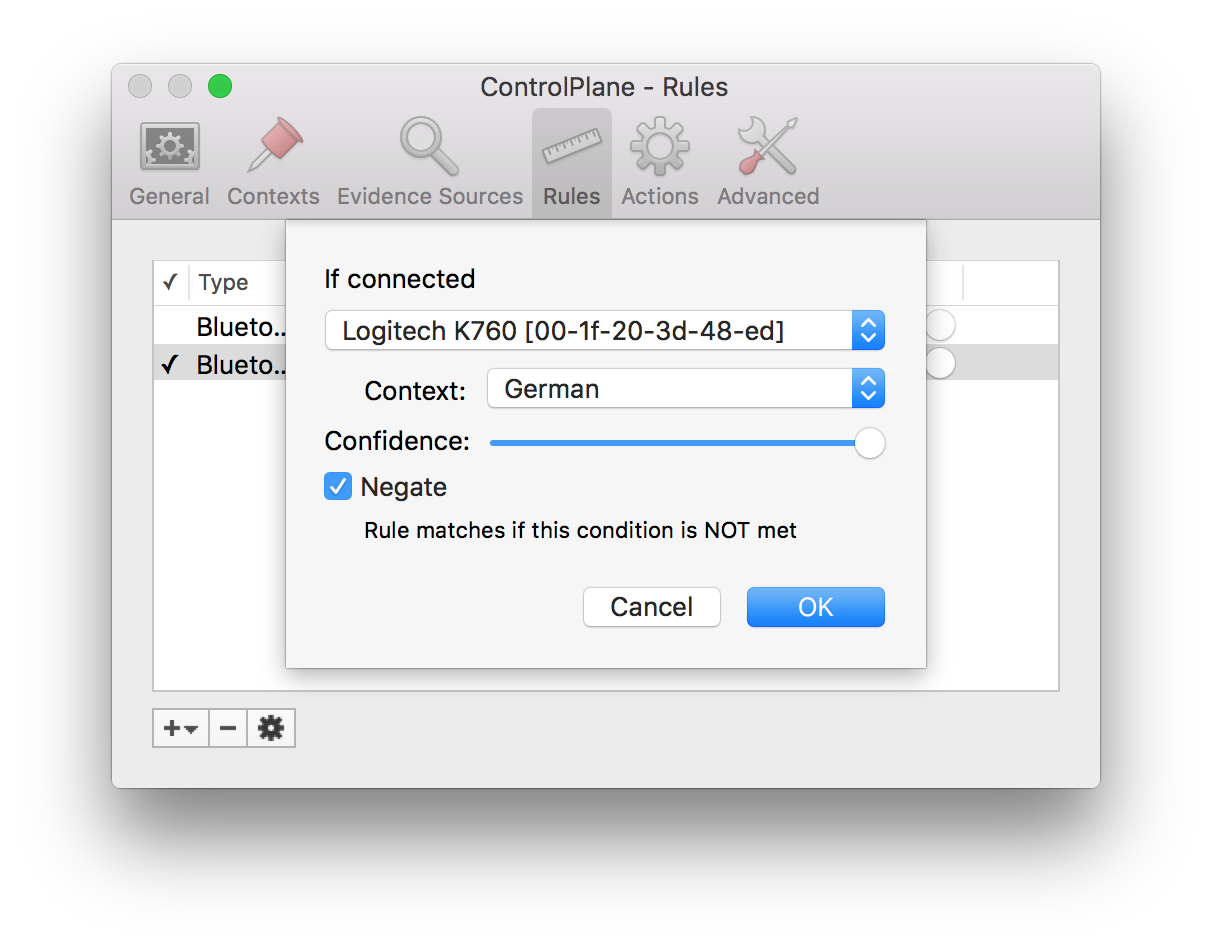 ControlPlane - Rules
General Contexts Evidence Sources Rules Actions Advanced
✓ Type
If connected
Blueto..
Logitech K760 [00-1f-20-3d-48-ed]
✓ Blueto..
Context: German
Confidence:
Negate
Rule matches if this condition is NOT met
Cancel OK